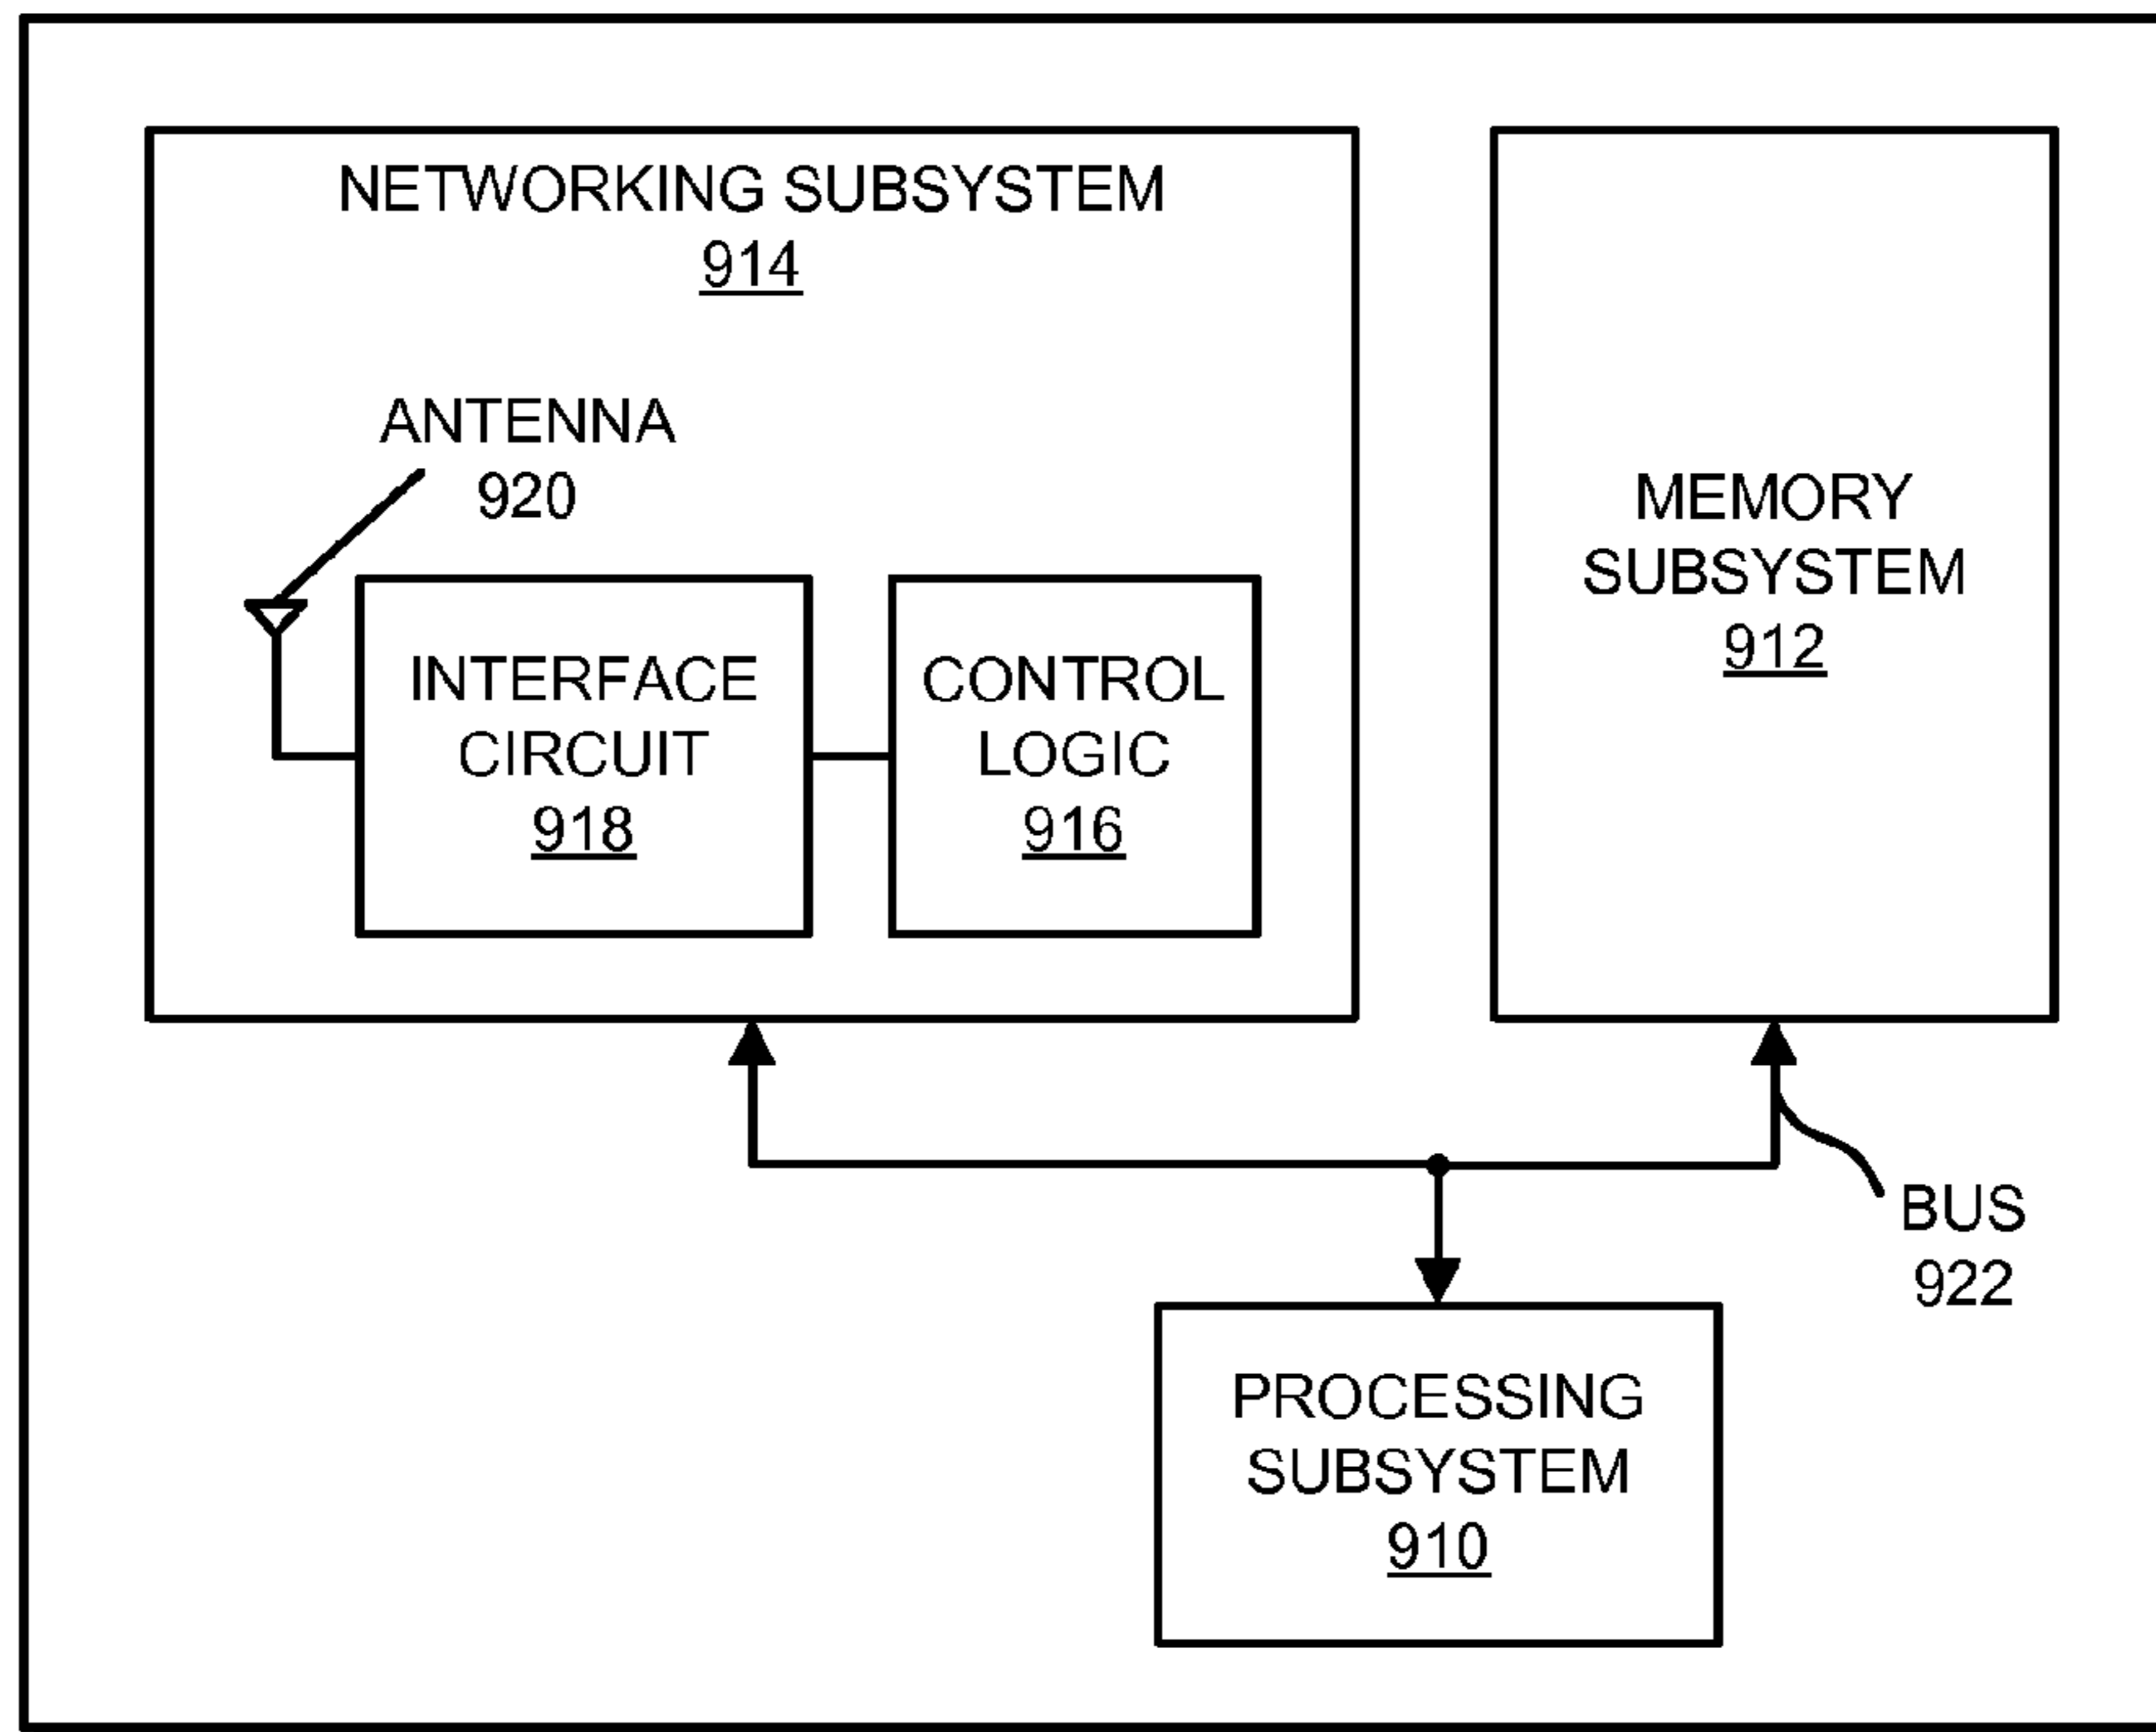 NETWORKING SUBSYSTEM
914
ANTENNA
920
INTERFACE
CIRCUIT
918
CONTROL
LOGIC
916
MEMORY
SUBSYSTEM
912
BUS
922
PROCESSING
SUBSYSTEM
910